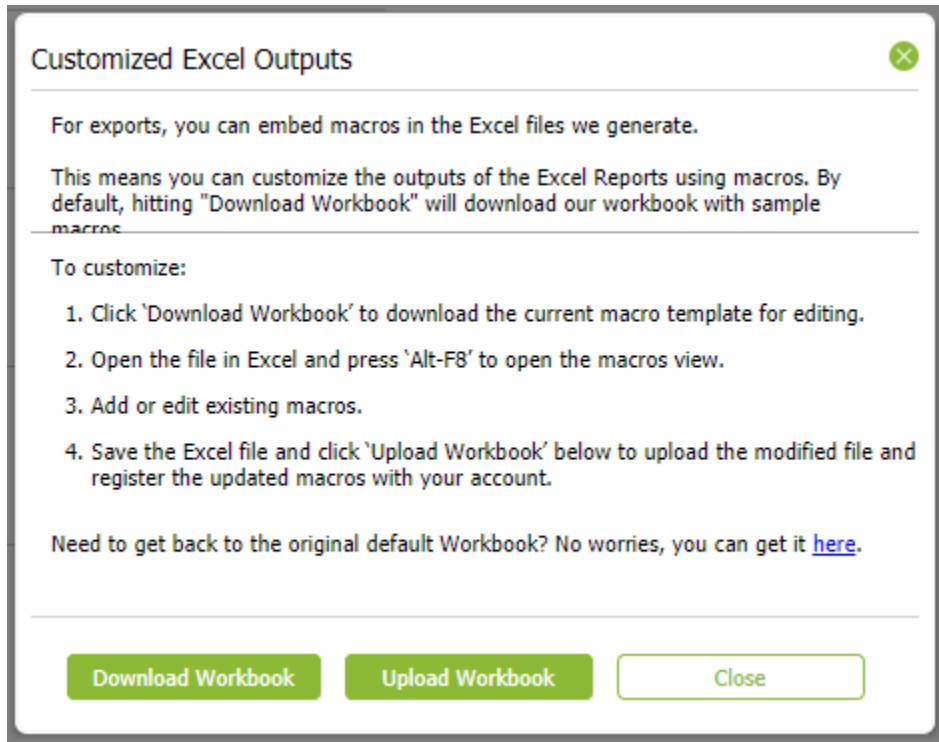 Customized Excel Outputs
For exports, you can embed macros in the Excel files we generate.
This means you can customize the outputs of the Excel Reports using macros. By
default, hitting "Download Workbook" will download our workbook with sample
macros
To customize:
1. Click ‘Download Workbook’ to download the current macro template for editing.
2. Open the file in Excel and press ‘Alt-F8’ to open the macros view.
3. Add or edit existing macros.
4. Save the Excel file and click ‘Upload Workbook’ below to upload the modified file and
register the updated macros with your account.
Need to get back to the original default Workbook? No worries, you can get it here.
Download Workbook
Upload Workbook
Close